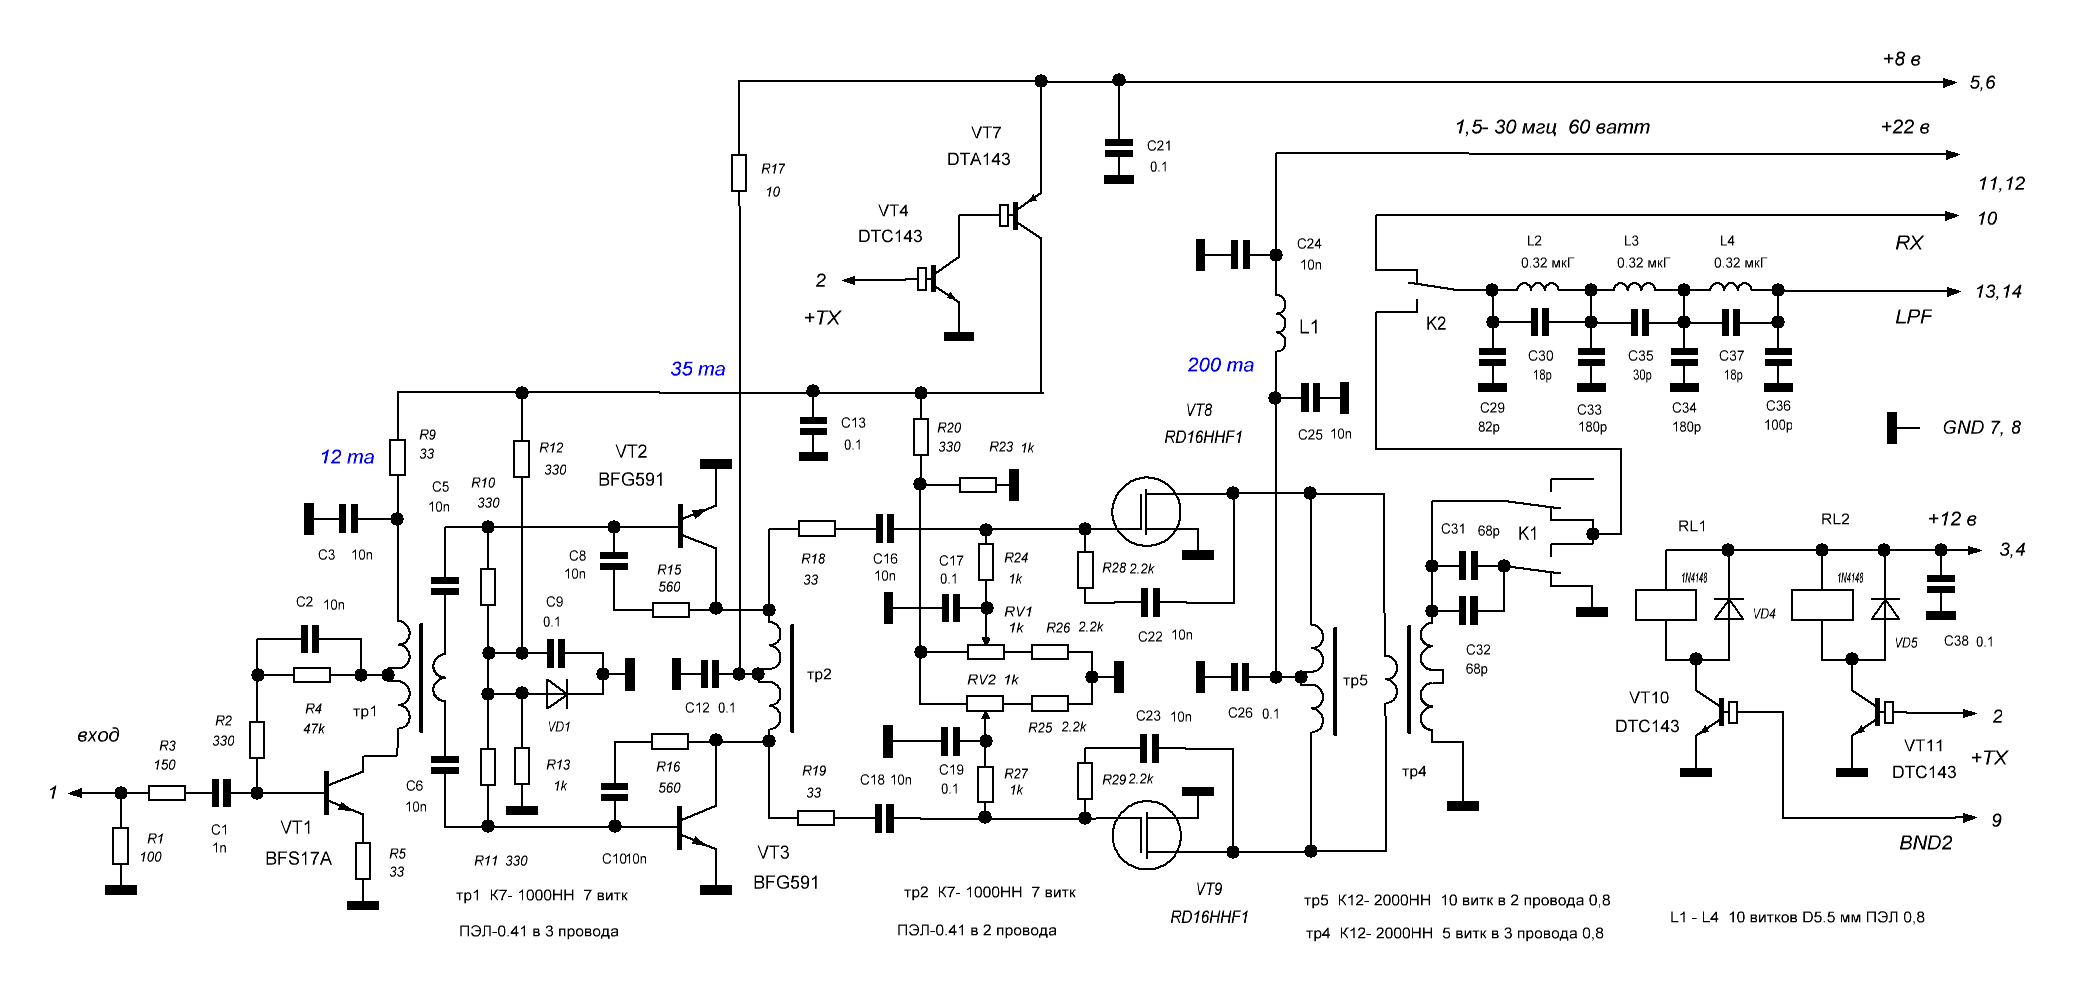 +8 в
5,6
1,5- 30 мгц 60 ватт
+22 в
11,12
10
RX
13,14
LPF
GND 7, 8
VT7
DTA143
C21
0.1
R17
10
VT4
DTC143
2
+TX
35 ma
C24
10n
L1
200 ma
C25 10n
K2
L2
0.32 мкГ
L3
0.32 мкГ
L4
0.32 мкГ
C30
18p
C35
30p
C37
18p
C29
82p
C33
180p
C34
180p
C36
100p
12 ma
R9
33
C3 10n
C2 10n
R4
47k
R2
330
вход
1
R3
150
C1
1n
R1
100
VT1
BFS17A
R5
33
тр1
C5
10n
C6
10n
R10
330
R12
330
C9
0.1
VD1
R13
1k
R11 330
VT2
BFG591
C8
10n
R15
560
R16
560
C1010n
VT3
BFG591
C12 0.1
тр2
C13
0.1
R20
330
R23 1k
R18
33
C16
10n
C17
0.1
R24
1k
RV1
1k
R26 2.2k
RV2 1k
R25 2.2k
R19
33
C18 10n
C19
0.1
R27
1k
VT8
RD16HHF1
R28 2.2k
C22 10n
C23 10n
R29 2.2k
VT9
RD16HHF1
C26 0.1
тр5
тр4
C31 68p
C32
68p
K1
RL1
RL2
+12 в
3,4
1N4148
1N4148
VD4
VD5
C38 0.1
VT10
DTC143
VT11
DTC143
2
+TX
9
BND2
тр1 К7- 1000НН 7 витк
ПЭЛ-0.41 в 3 провода
тр2 К7- 1000НН 7 витк
ПЭЛ-0.41 в 2 провода
тр5 К12- 2000НН 10 витк в 2 провода 0,8
тр4 К12-2000НН 5 витк в 3 провода 0,8
L1 - L4 10 витков D5.5 мм ПЭЛ 0,8